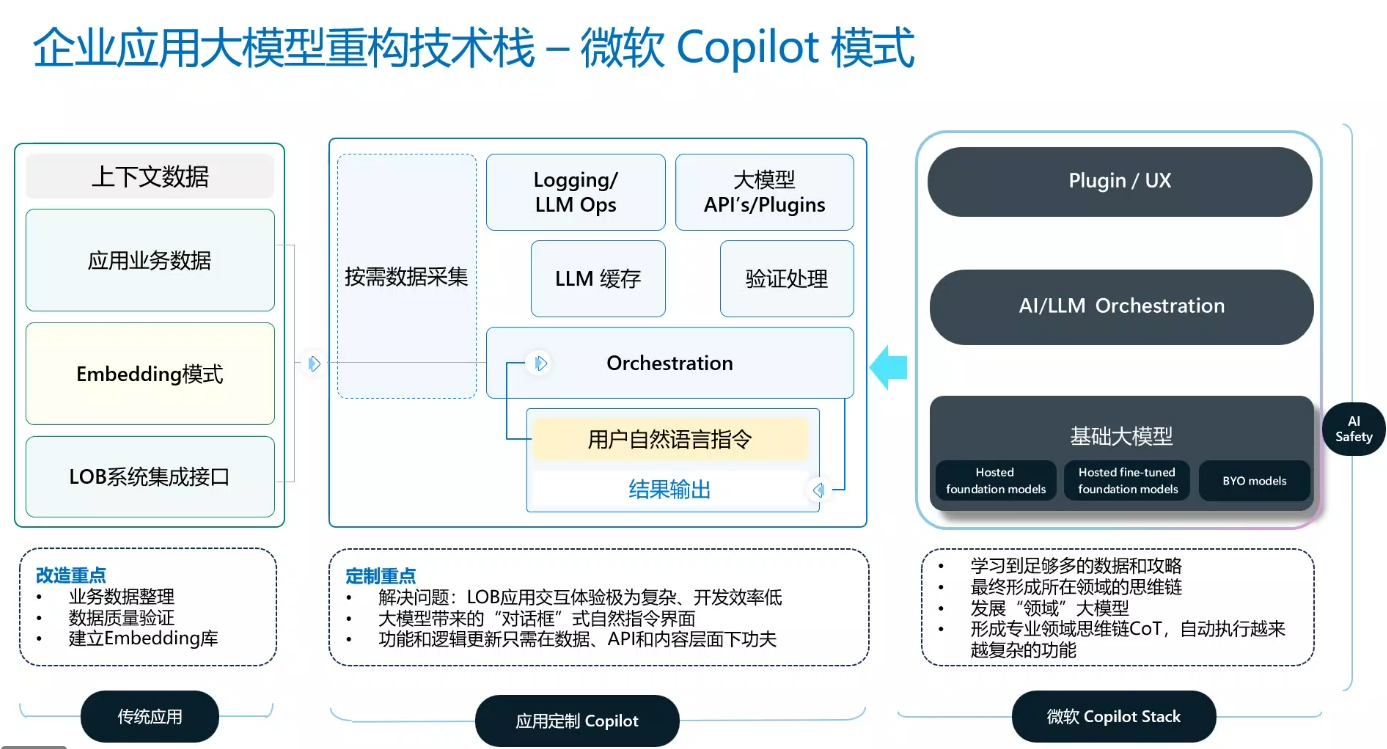 企业应用大模型重构技术栈 – 微软 Copilot 模式
上下文数据
应用业务数据
Embedding模式
LOB系统集成接口
改造重点
• 业务数据整理
• 数据质量验证
• 建立Embedding库
传统应用
按需数据采集
Logging/
LLM Ops
大模型
API's/Plugins
LLM 缓存
验证处理
Orchestration
用户自然语言指令
结果输出
定制重点
• 解决问题：LOB应用交互体验极为复杂、开发效率低
• 大模型带来的“对话框”式自然指令界面
• 功能和逻辑更新只需在数据、API和内容层面下功夫
应用定制 Copilot
Plugin / UX
AI/LLM Orchestration
基础大模型
Hosted
foundation models
Hosted fine-tuned
foundation models
BYO models
• 学习到足够多的数据和攻略
• 最终形成所在领域的思维链
• 发展“领域”大模型
• 形成专业领域思维链CoT，自动执行越来
越复杂的功能
微软 Copilot Stack
AI
Safety